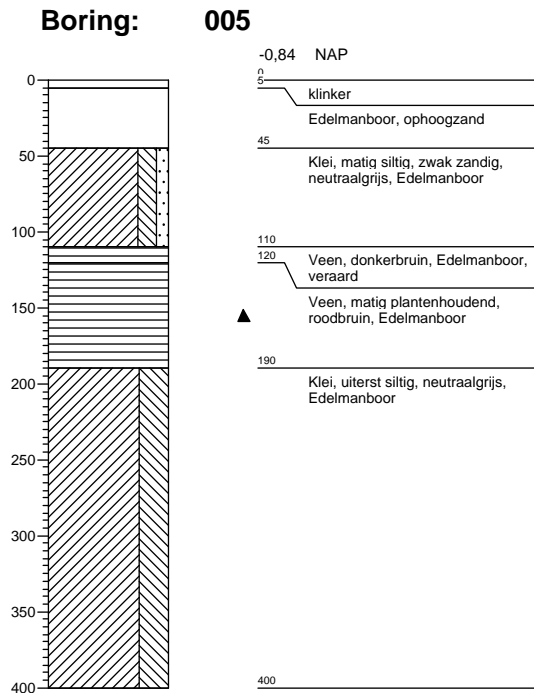 Boring: 005
-0,84 NAP
0
5
klinker
Edelmanboor, ophoogzand
45
Klei, matig siltig, zwak zandig,
neutraalgrijs, Edelmanboor
110
Veen, donkerbruin, Edelmanboor,
veraard
120
Veen, matig plantenhoudend,
roodbruin, Edelmanboor
190
Klei, uiterst siltig, neutraalgrijs,
Edelmanboor
400
0
50
100
150
200
250
300
350
400